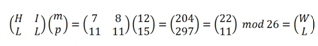 (H I
L L)(m
p) = (7 8
11 11)(12
15) = (204
297) = (22
11) mod 26 = (W
L)